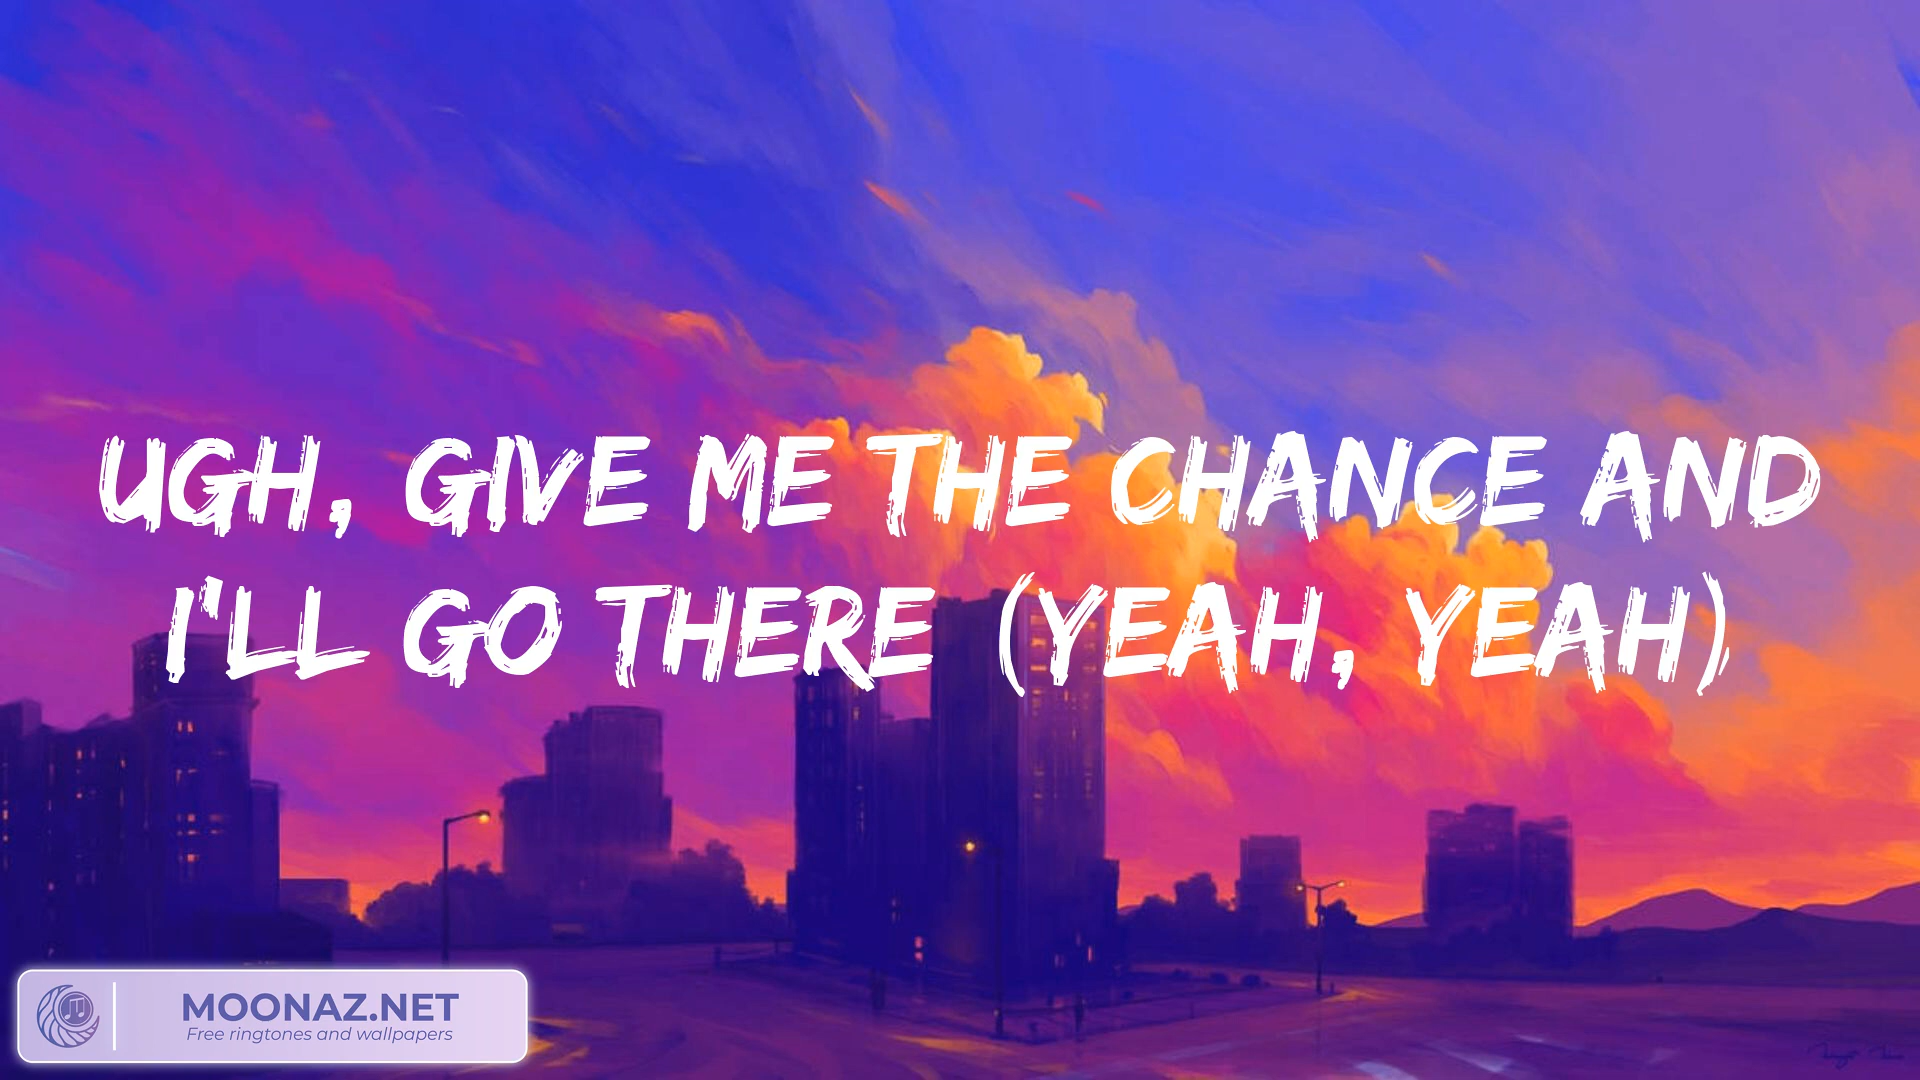 UGH, GIVE ME THE CHANCE AND
I'LL GO THERE (YEAH, YEAH)
MOONAZ.NET
Free ringtones and wallpapers